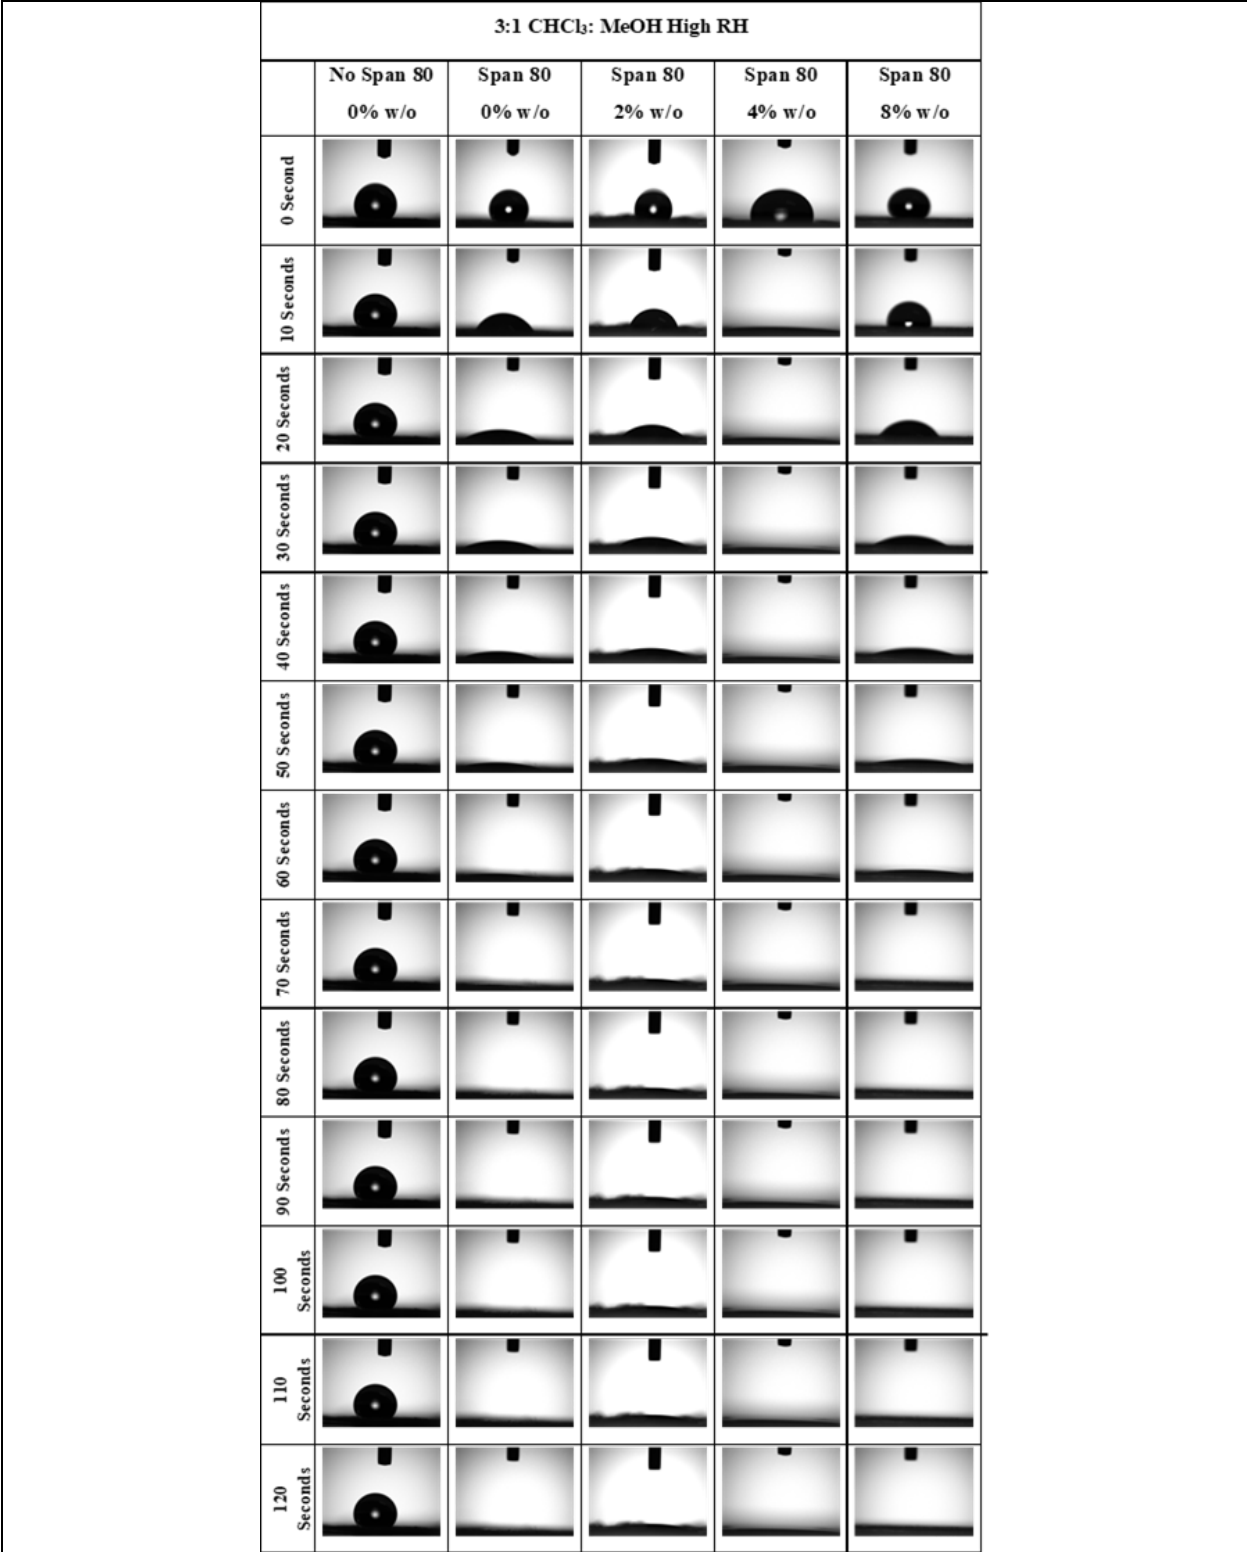 3:1 CHCl₃: MeOH High RH
No Span 80
0% w/o
Span 80
0% w/o
Span 80
2% w/o
Span 80
4% w/o
Span 80
8% w/o
0 Second
10 Seconds
20 Seconds
30 Seconds
40 Seconds
50 Seconds
60 Seconds
70 Seconds
80 Seconds
90 Seconds
100
Seconds
110
Seconds
120
Seconds